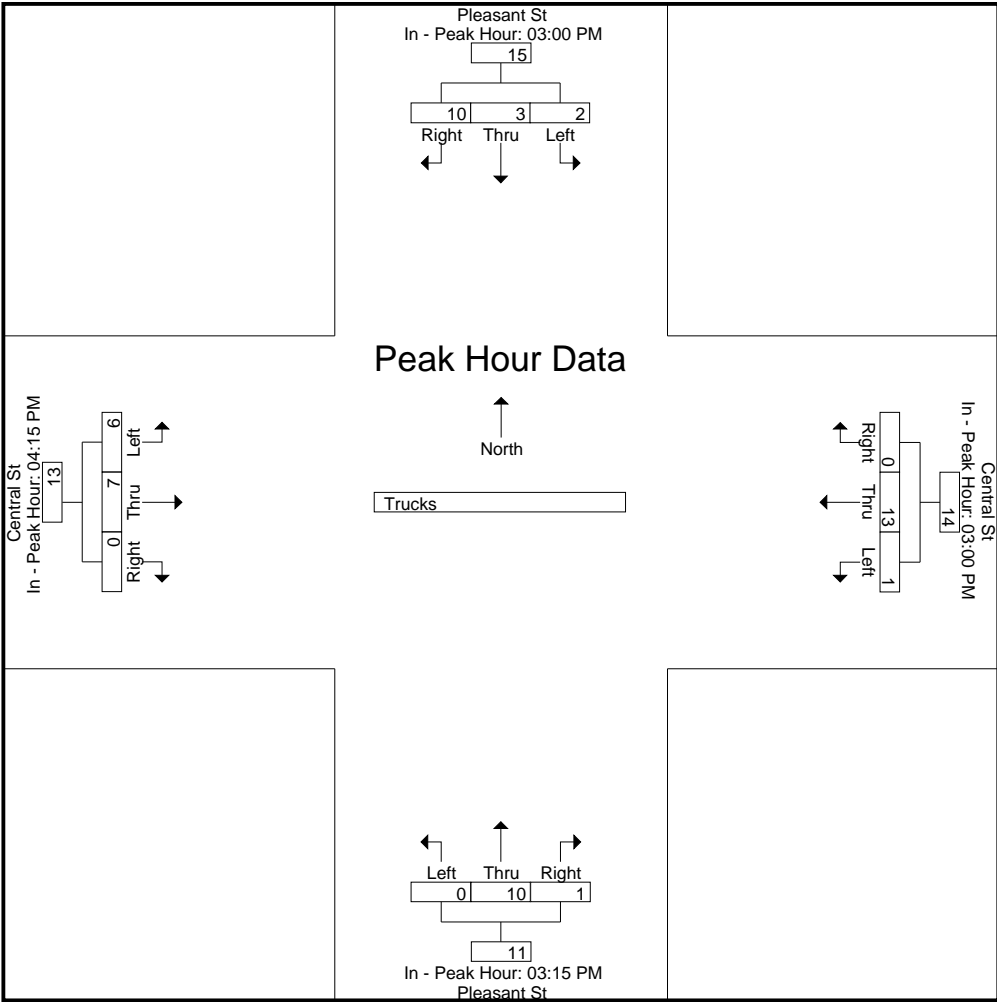 Pleasant St
In - Peak Hour: 03:00 PM
15
10 3 2
Right Thru Left
Peak Hour Data
North
Trucks
Central St
In - Peak Hour: 04:15 PM
13
6 7 0
Left Thru Right
Central St
In - Peak Hour: 03:00 PM
14
0 13 1
Right Thru Left
Left Thru Right
0 10 1
11
In - Peak Hour: 03:15 PM
Pleasant St